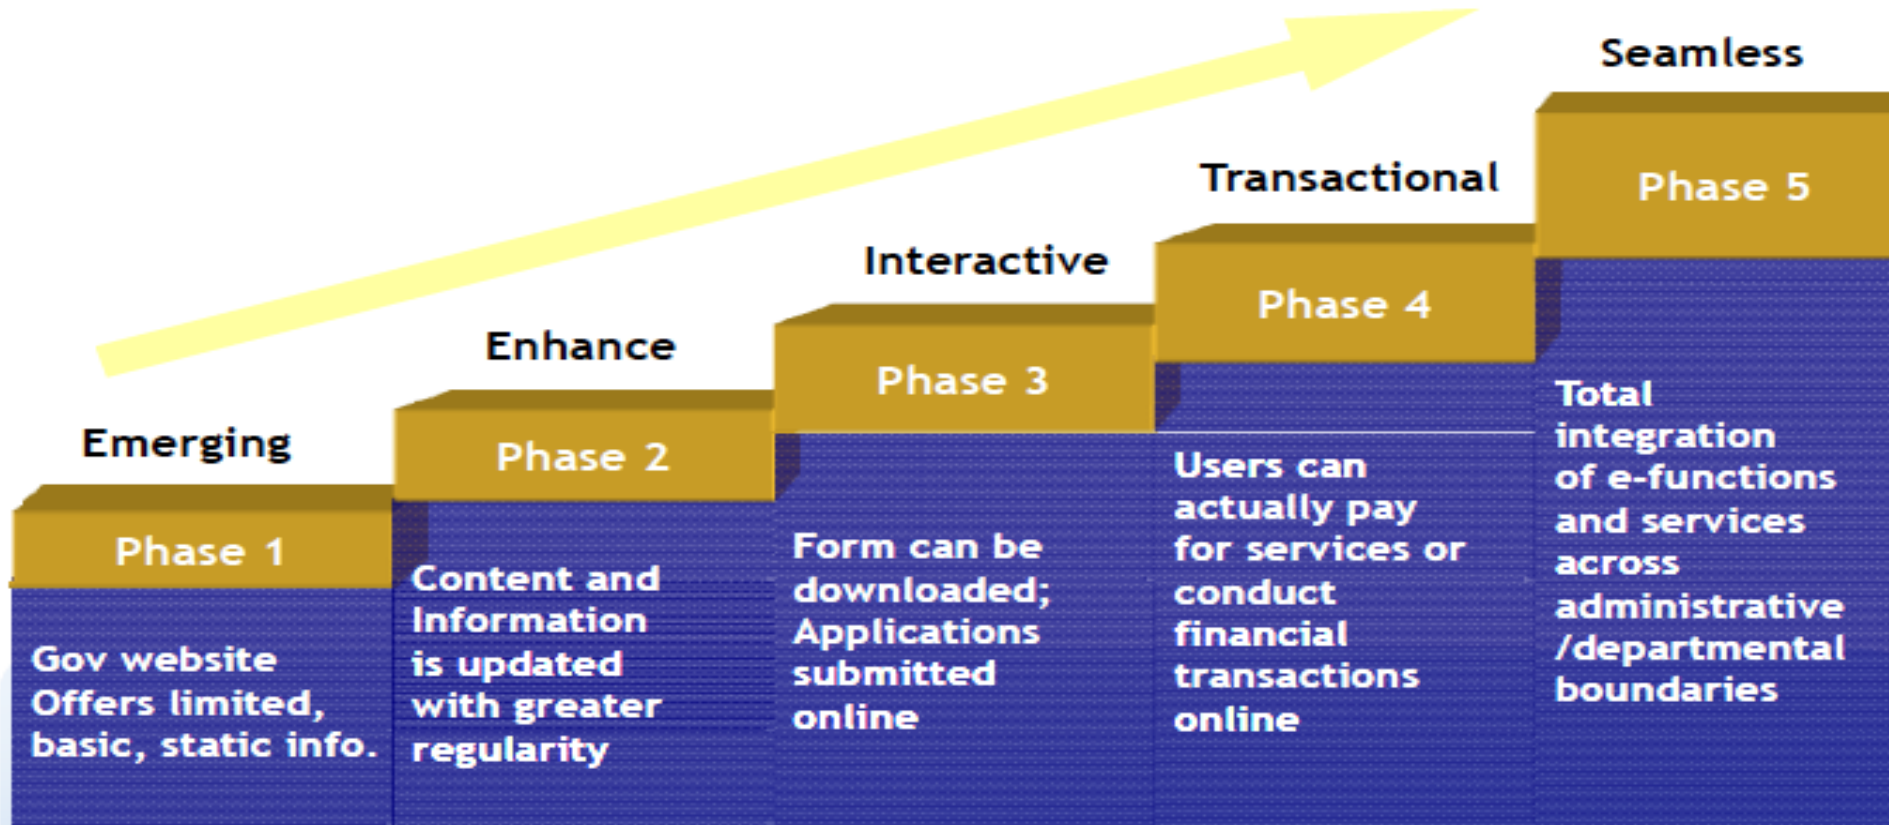 Emerging
Phase 1
Gov website
Offers limited,
basic, static info.
Enhance
Phase 2
Content and
Information
is updated
with greater
regularity
Interactive
Phase 3
Form can be
downloaded;
Applications
submitted
online
Transactional
Phase 4
Users can
actually pay
for services or
conduct
financial
transactions
online
Seamless
Phase 5
Total
integration
of e-functions
and services
across
administrative
/departmental
boundaries